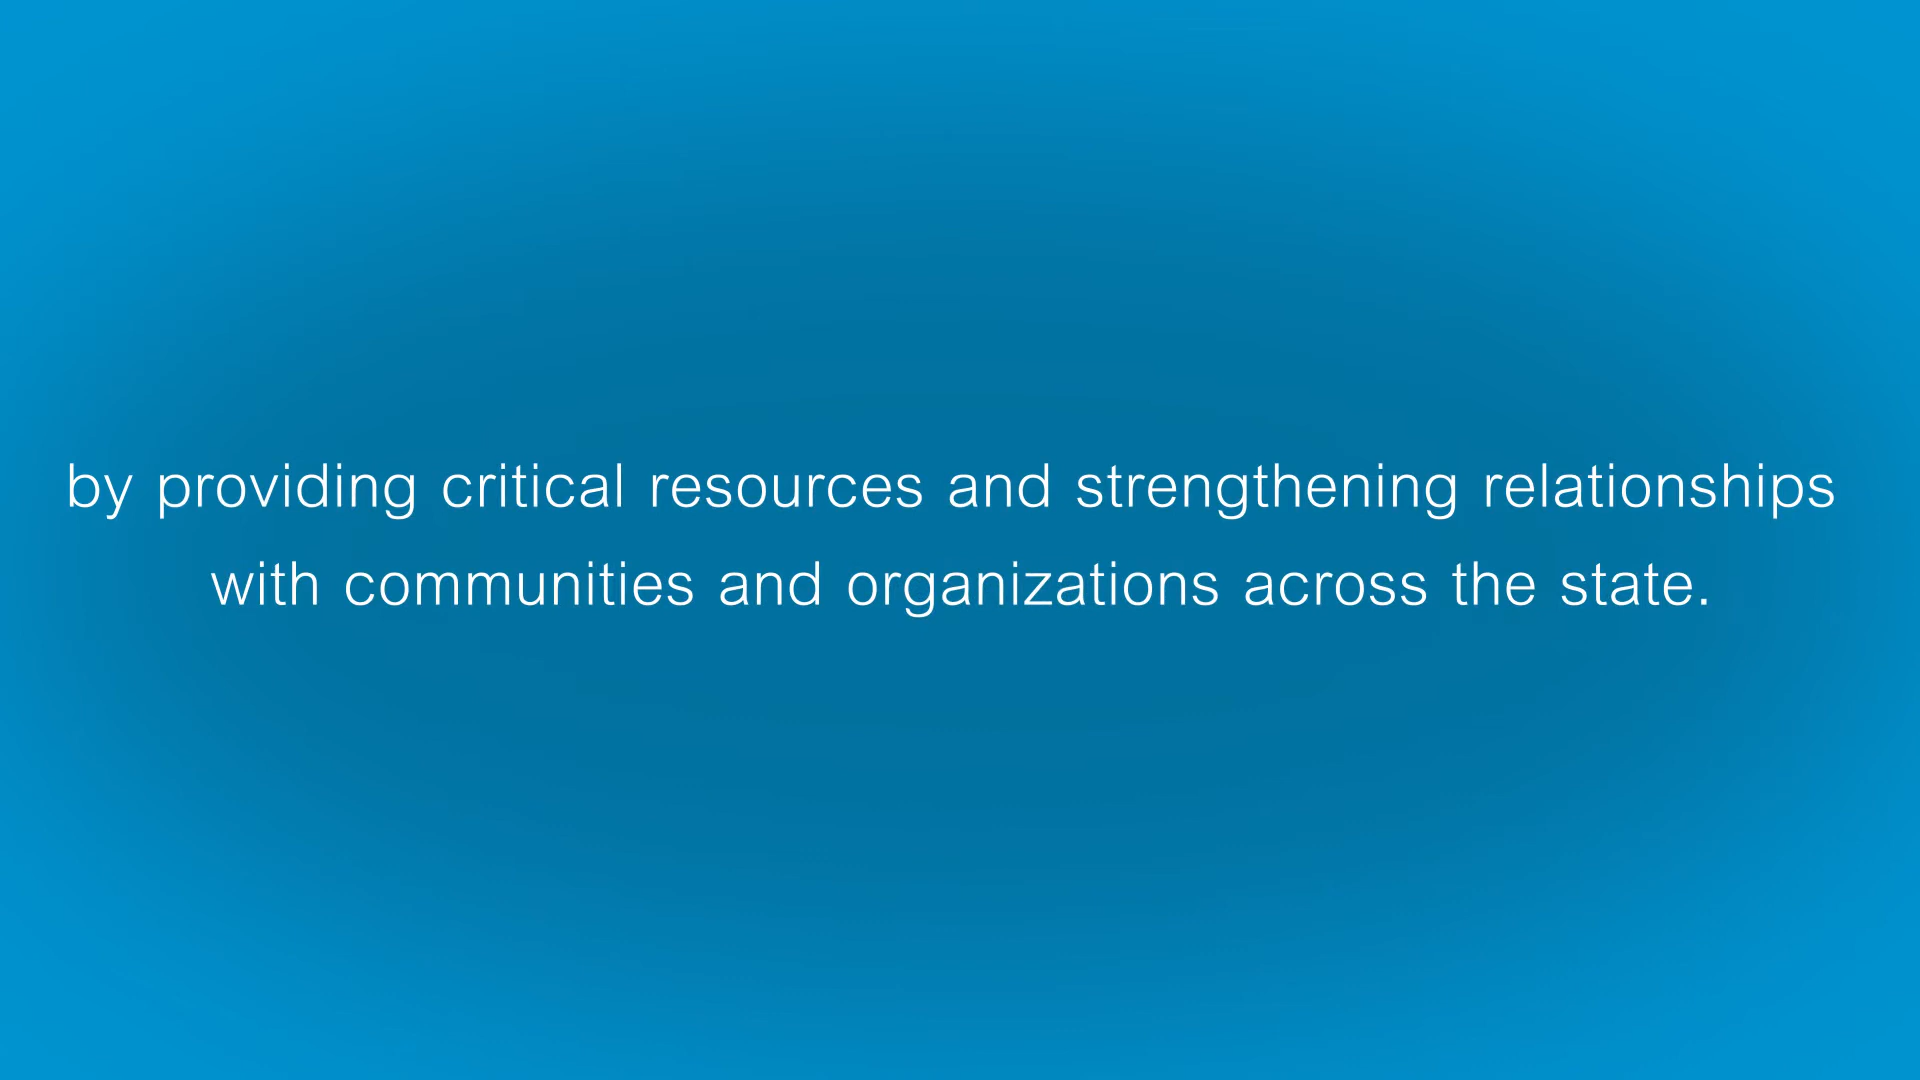 by providing critical resources and strengthening relationships
with communities and organizations across the state.